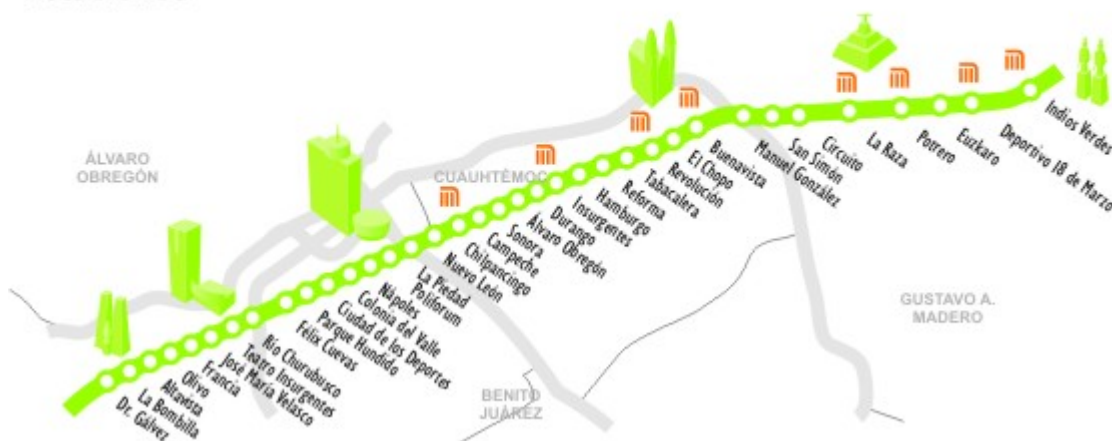 ÁLVARO
OBREGÓN
CUAUHTÉMOC
GUSTAVO A.
MADERO
BENITO
JUÁREZ
Indios Verdes
Deportivo 18 de Marzo
Euzkaro
Potrero
La Raza
Circuito
San Simón
Manuel González
Buenavista
El Chopo
Revolución
Tabacalera
Reforma
Hamburgo
Insurgentes
Durango
Álvaro Obregón
Sonora
Campeche
Chilpancingo
Nuevo León
La Piedad
Poliforum
Nápoles
Colonia del Valle
Ciudad de los Deportes
Parque Hundido
Félix Cuevas
Río Churubusco
Teatro Insurgentes
José María Velasco
Francia
Olivo
Altavista
La Bombilla
Dr. Gálvez